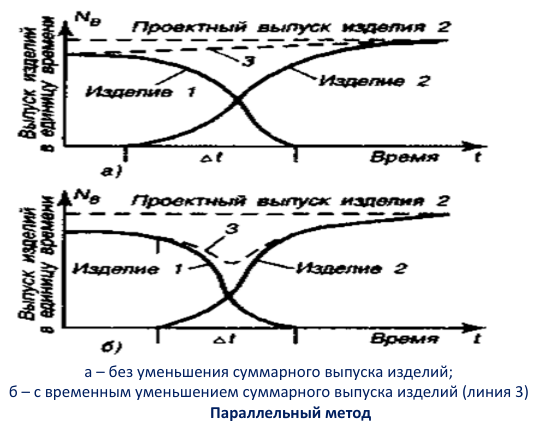 Nв
Проектный выпуск изделия 2
Выпуск изделий
в единицу времени
3
Изделие 1
Изделие 2
а)
Δt
Время
t
Nв
Проектный выпуск изделия 2
Выпуск изделий
в единицу времени
3
Изделие 1
Изделие 2
б)
Δt
Время
t
а – без уменьшения суммарного выпуска изделий;
б – с временным уменьшением суммарного выпуска изделий (линия 3)
Параллельный метод